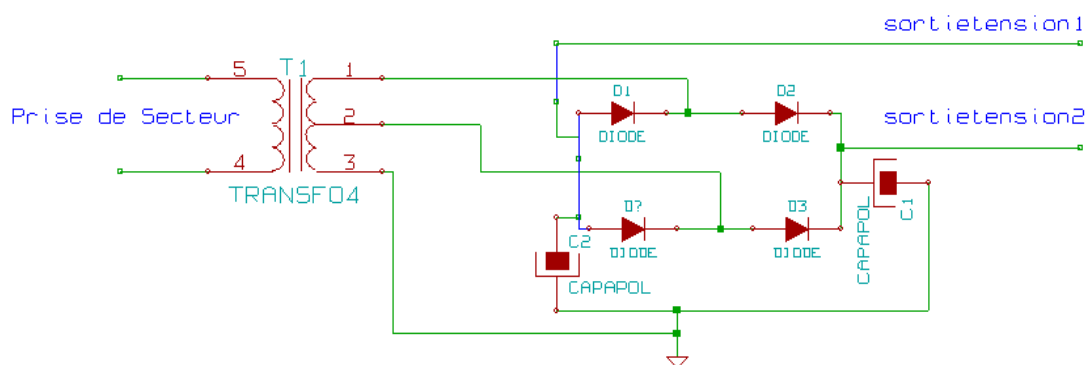 sortietension1
5
T1
1
D1
D2
Prise de Secteur
2
DIODE
DIODE
sortietension2
4
3
TRANSFO4
D?
D3
C1
C2
DIODE
DIODE
CAPAPOL
CAPAPOL